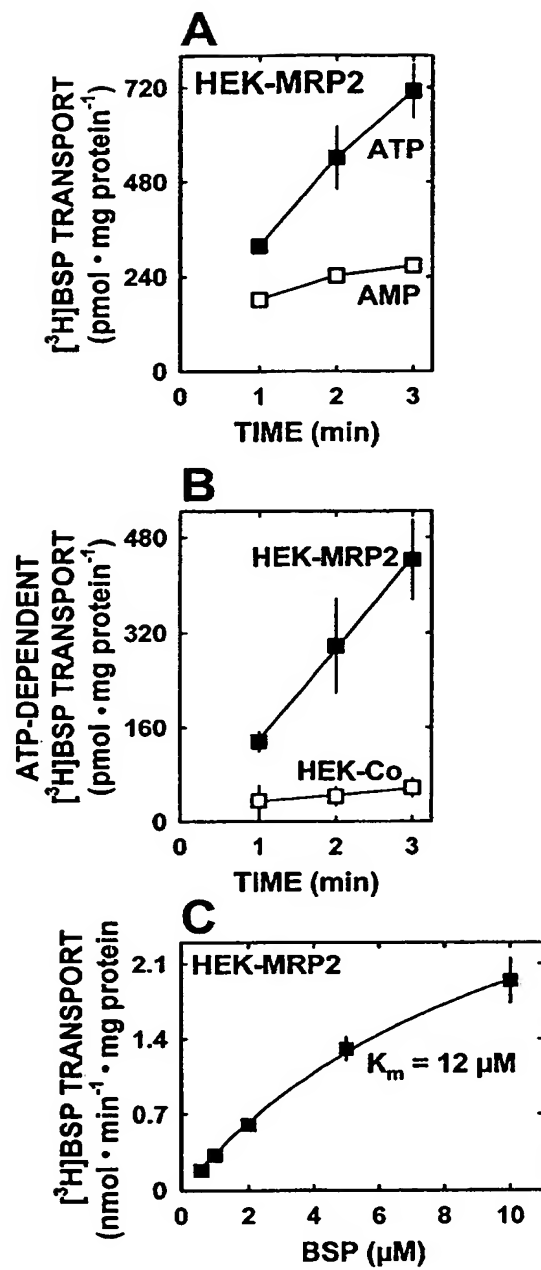 A
HEK-MRP2
[³H]BSP TRANSPORT
(pmol • mg protein⁻¹)
720
480
240
0
ATP
AMP
0 1 2 3
TIME (min)
B
ATP-DEPENDENT
[³H]BSP TRANSPORT
(pmol • mg protein⁻¹)
480
320
160
0
HEK-MRP2
HEK-Co
0 1 2 3
TIME (min)
C
HEK-MRP2
[³H]BSP TRANSPORT
(nmol • min⁻¹ • mg protein
2.1
1.4
0.7
0
Kₘ = 12 µM
0 2 4 6 8 10
BSP (µM)